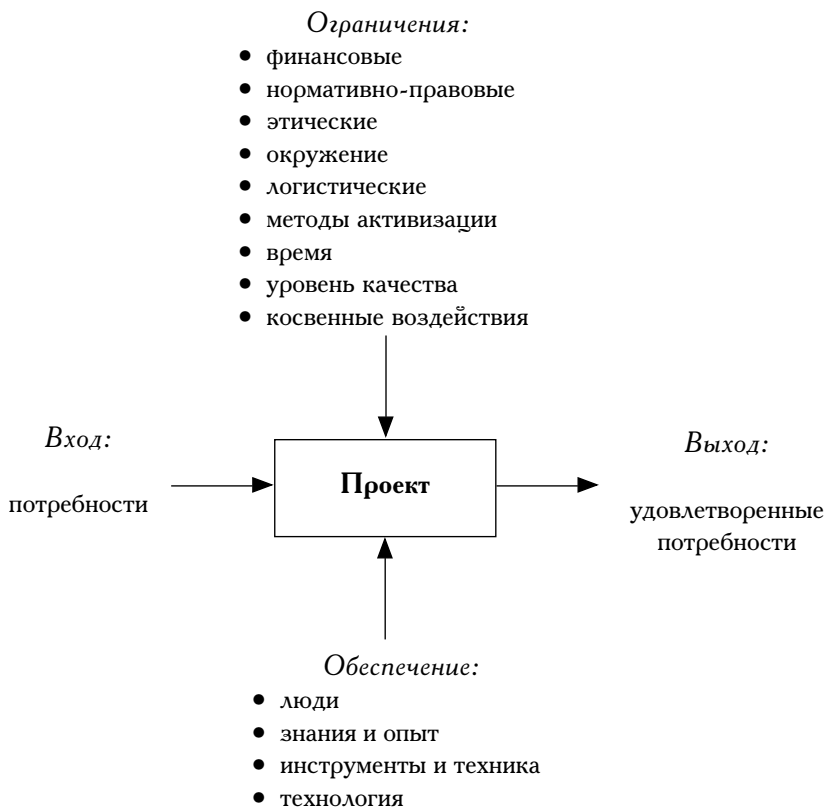 Ограничения:
• финансовые
• нормативно-правовые
• этические
• окружение
• логистические
• методы активизации
• время
• уровень качества
• косвенные воздействия
Вход:
потребности
Проект
Выход:
удовлетворенные
потребности
Обеспечение:
• люди
• знания и опыт
• инструменты и техника
• технология